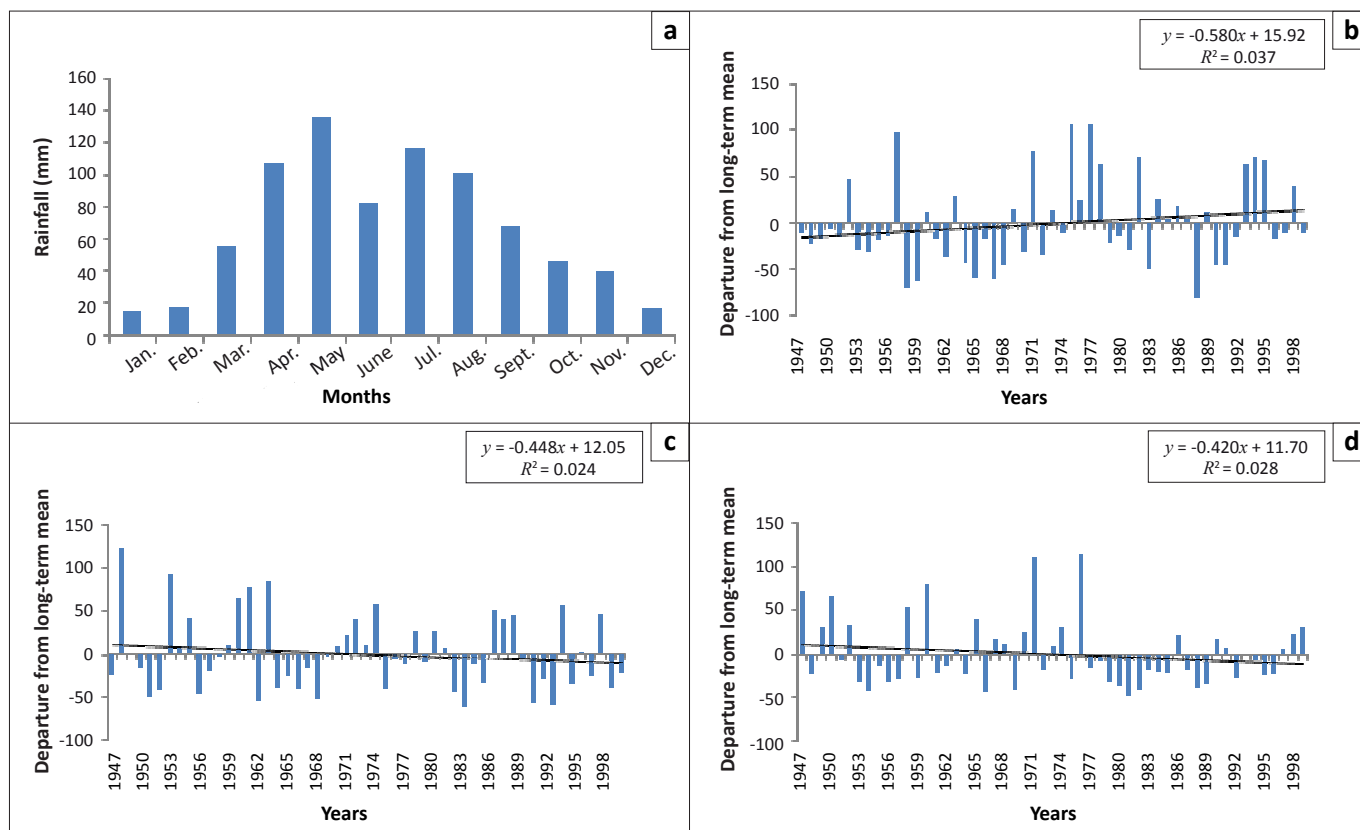 a
160
140
120
100
80
60
40
20
0
Rainfall (mm)
Jan.
Feb.
Mar.
Apr.
May
June
Jul.
Aug.
Sept.
Oct.
Nov.
Dec.
Months
b
y = -0.580x + 15.92
R² = 0.037
150
100
50
0
-50
-100
Departure from long-term mean
1947
1950
1953
1956
1959
1962
1965
1968
1971
1974
1977
1980
1983
1986
1989
1992
1995
1998
Years
c
y = -0.448x + 12.05
R² = 0.024
150
100
50
0
-50
-100
Departure from long-term mean
1947
1950
1953
1956
1959
1962
1965
1968
1971
1974
1977
1980
1983
1986
1989
1992
1995
1998
Years
d
y = -0.420x + 11.70
R² = 0.028
150
100
50
0
-50
-100
Departure from long-term mean
1947
1950
1953
1956
1959
1962
1965
1968
1971
1974
1977
1980
1983
1986
1989
1992
1995
1998
Years